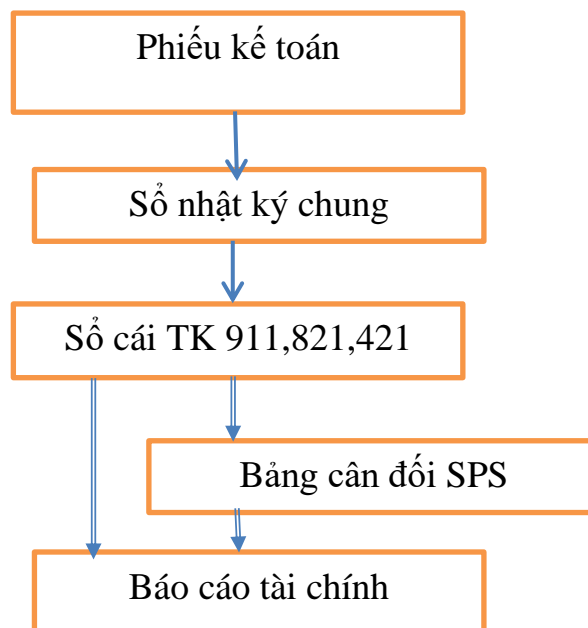 Phiếu kế toán
Sổ nhật ký chung
Sổ cái TK 911,821,421
Bảng cân đối SPS
Báo cáo tài chính